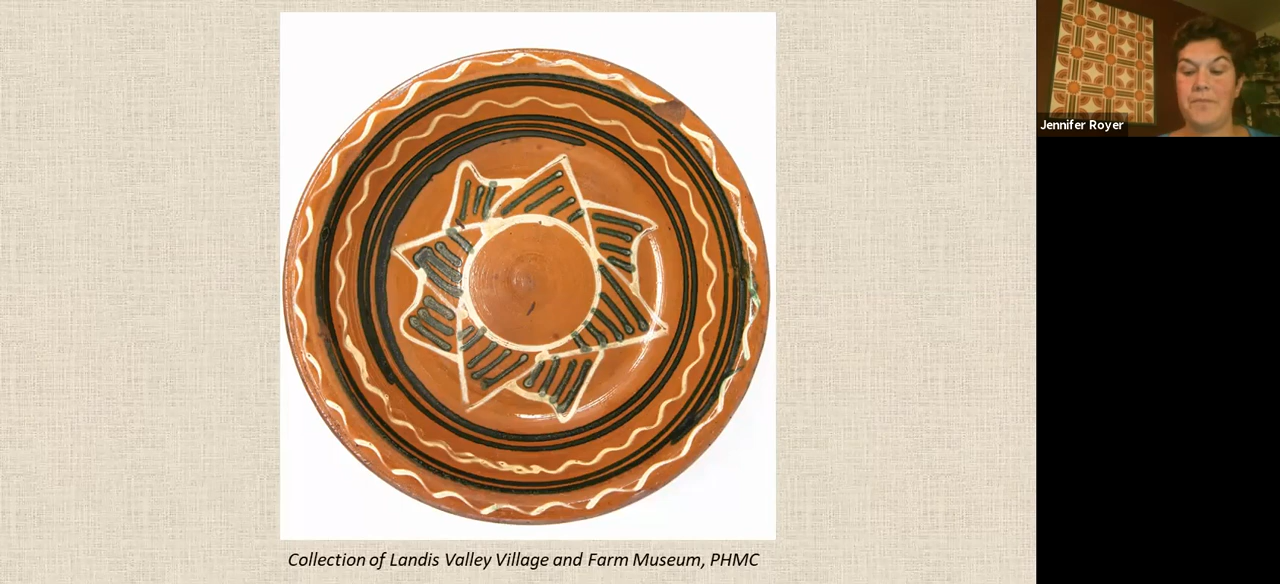 Jennifer Royer
Collection of Landis Valley Village and Farm Museum, PHMC